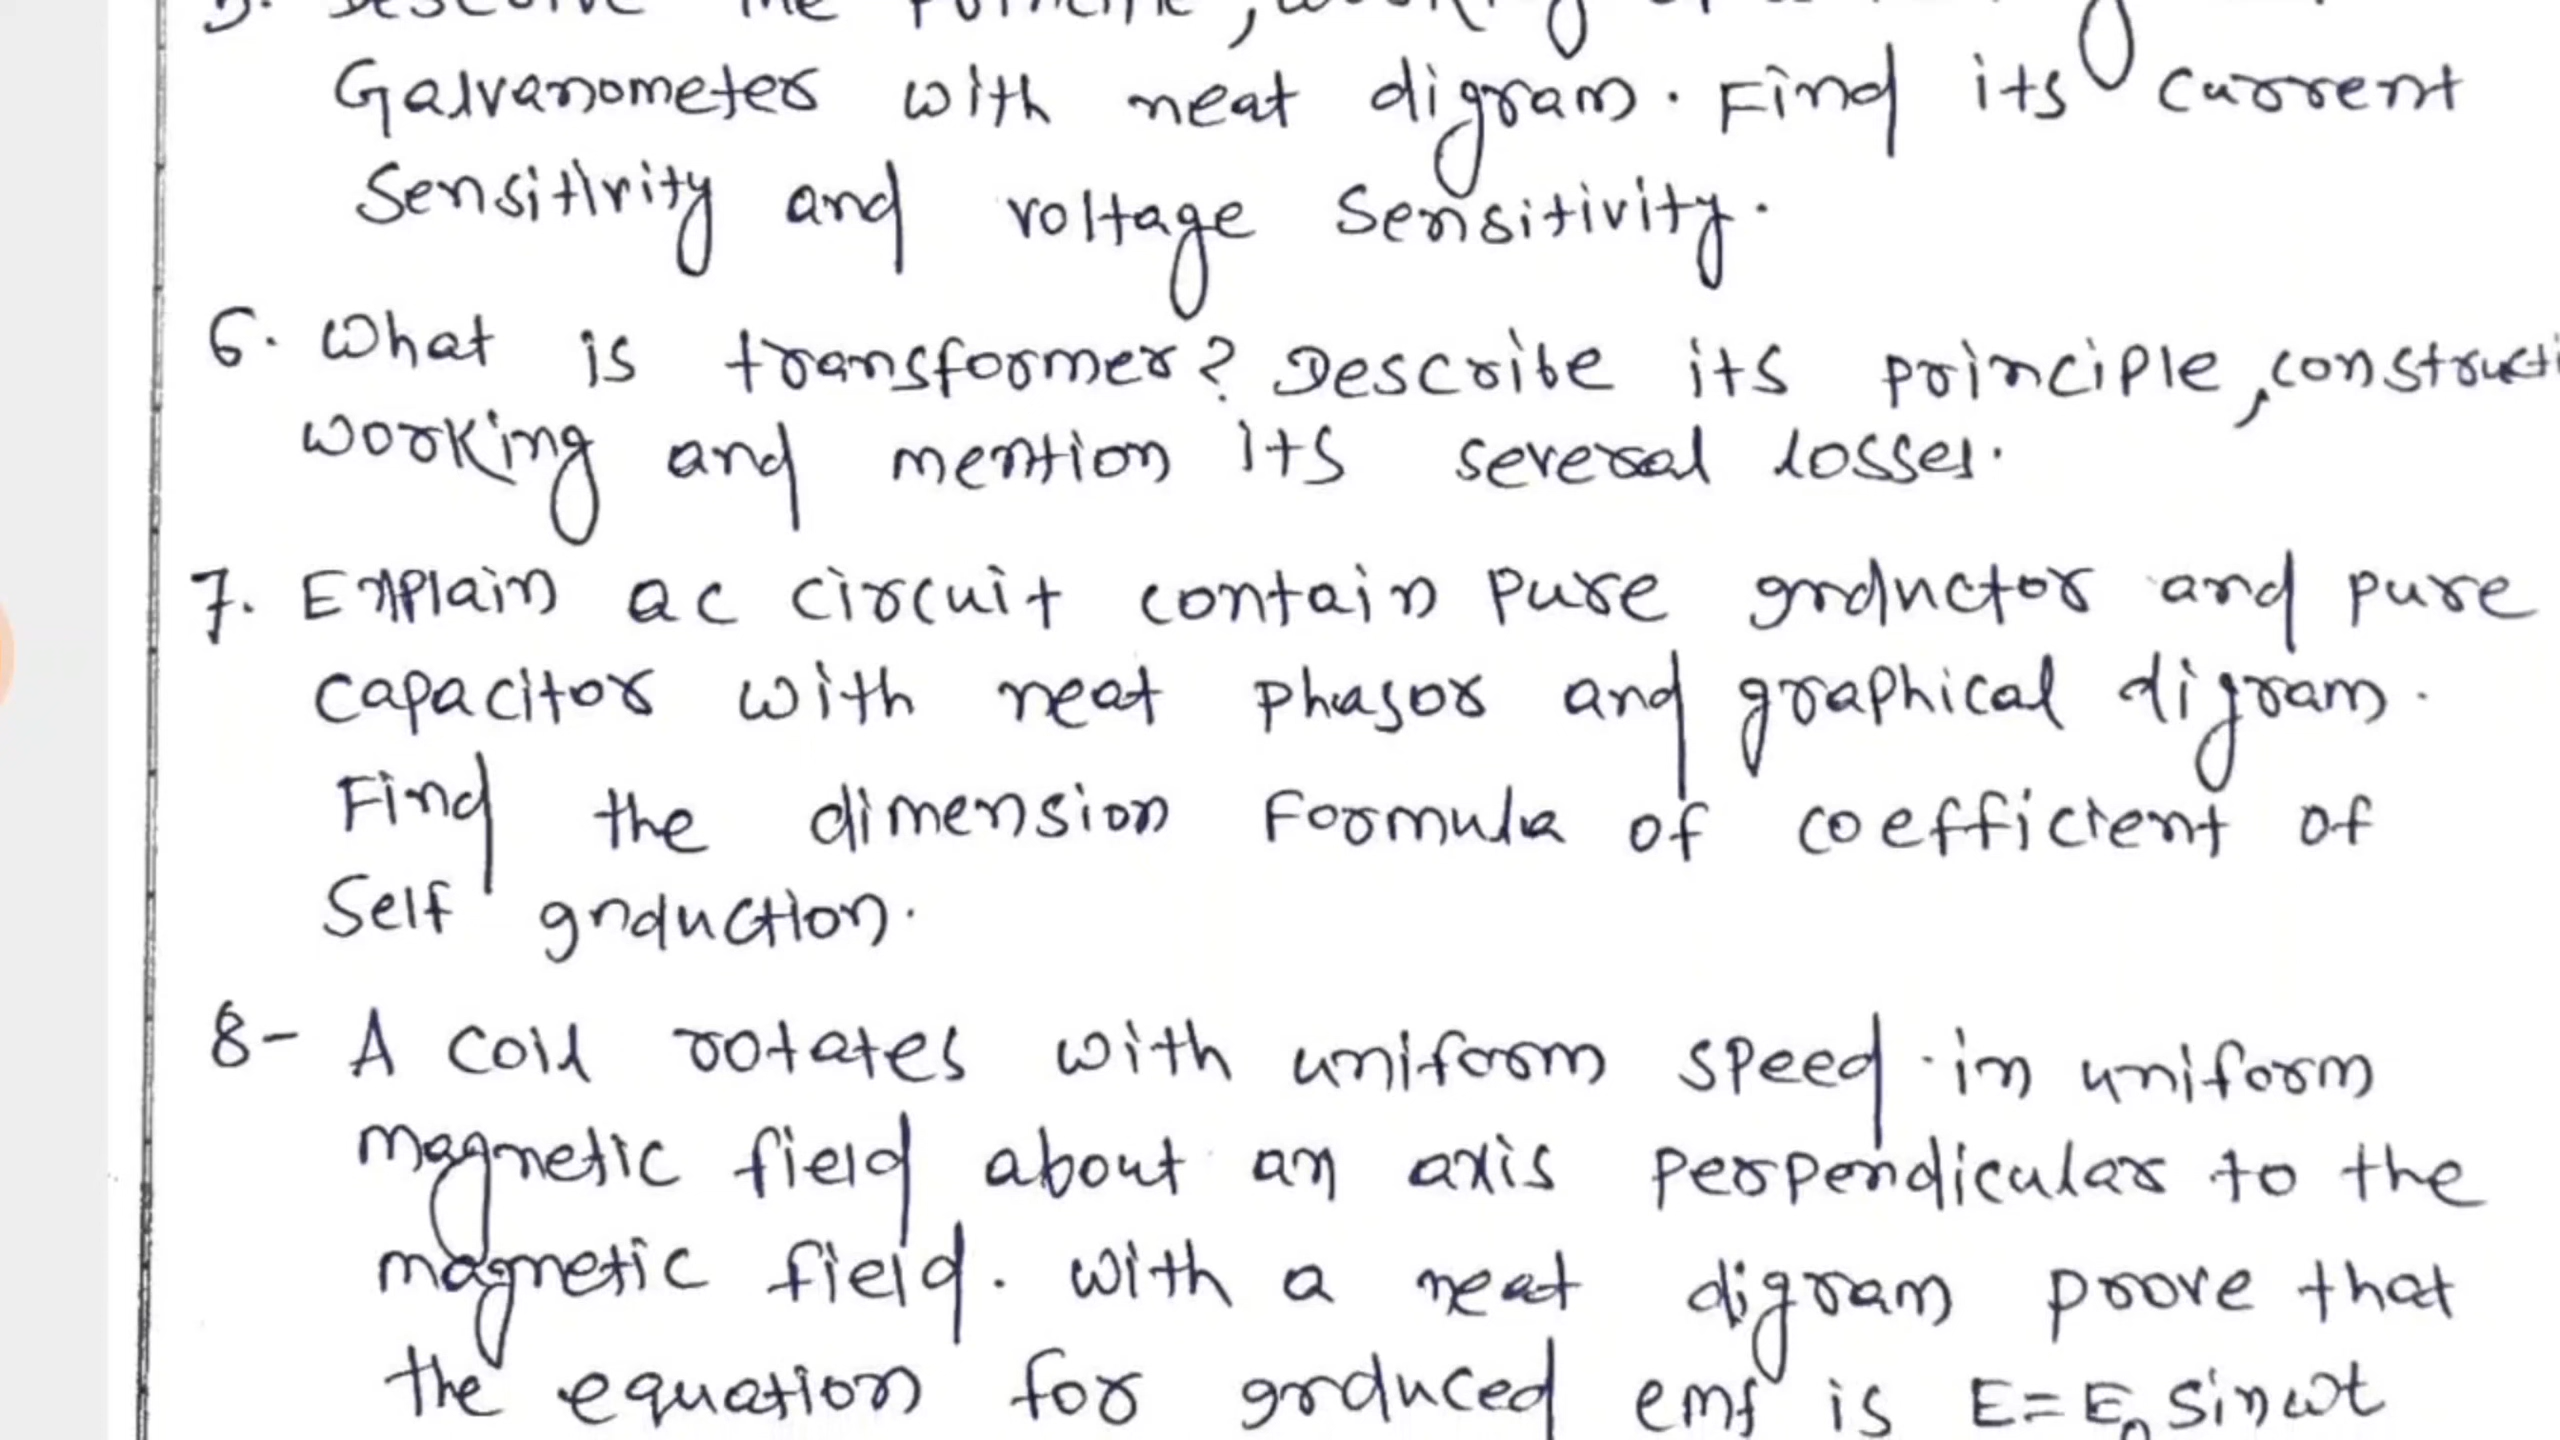 Galvanometer with neat digram. Find its current
Sensitivity and voltage Sensitivity.
6. What is transformer? Describe its principle, constructi
working and mention its several losses.
7. Explain ac circuit contain pure inductor and pure
capacitor with neat phasor and graphical digram.
Find the dimension formula of coefficient of
Self induction.
8- A coil rotates with uniform speed in uniform
magnetic field about an axis perpendicular to the
magnetic field. With a neat digram prove that
the equation for induced emf is E=E₀ Sinwt